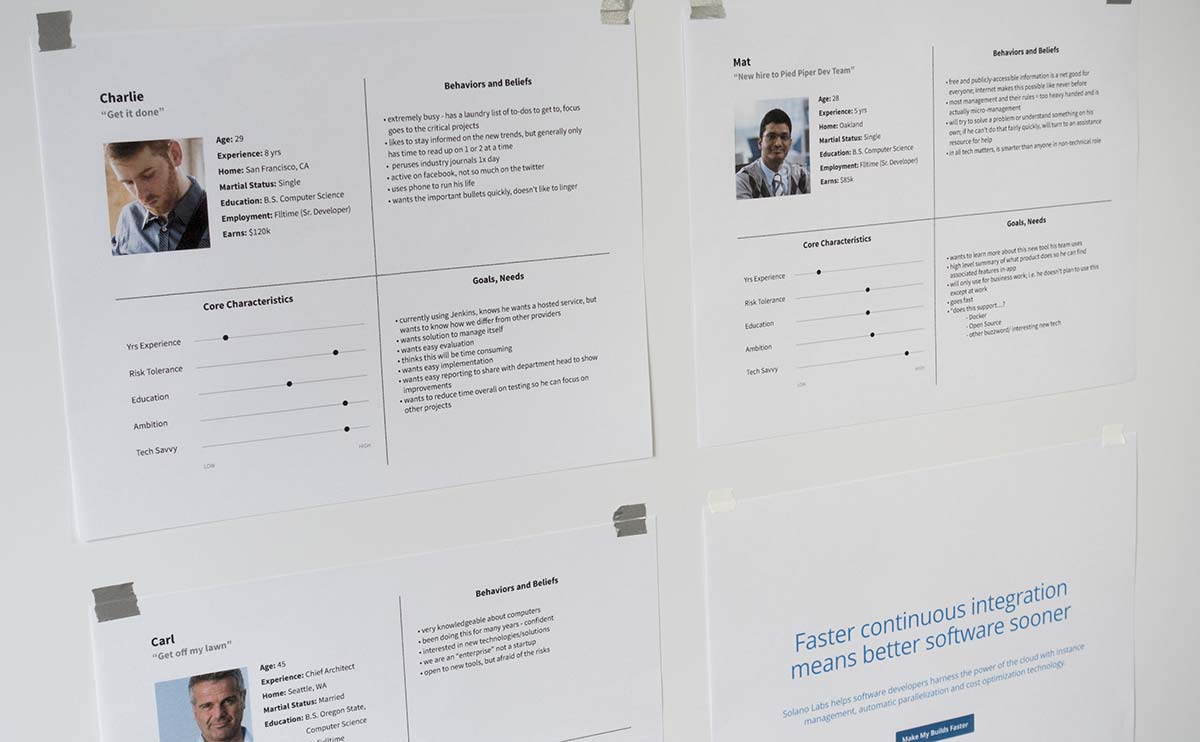 Charlie
“Get it done”
Age: 29
Experience: 8 yrs
Home: San Francisco, CA
Martial Status: Single
Education: B.S. Computer Science
Employment: Flltime (Sr. Developer)
Earns: $120k
Behaviors and Beliefs
• extremely busy - has a laundry list of to-dos to get to, focus
goes to the critical projects
• likes to stay informed on the new trends, but generally only
has time to read up on 1 or 2 at a time
• peruses industry journals 1x day
• active on facebook, not so much on the twitter
• uses phone to run his life
• wants the important bullets quickly, doesn't like to linger
Core Characteristics
Yrs Experience
Risk Tolerance
Education
Ambition
Tech Savvy
LOW
HIGH
Goals, Needs
• currently using Jenkins, knows he wants a hosted service, but
wants to know how we differ from other providers
• wants solution to manage itself
• wants easy evaluation
• thinks this will be time consuming
• wants easy implementation
• wants easy reporting to share with department head to show
improvements
• wants to reduce time overall on testing so he can focus on
other projects
Mat
“New hire to Pied Piper Dev Team”
Age: 28
Experience: 5 yrs
Home: Oakland
Martial Status: Single
Education: B.S. Computer Science
Employment: Flltime (Sr. Developer)
Earns: $85k
Behaviors and Beliefs
• free and publicly-accessible information is a net good for
everyone; internet makes this possible like never before
• most management and their rules = too heavy handed and is
actually micro-management
• will try to solve a problem or understand something on his
own, if he can't do that fairly quickly, will turn to an assistance
resource for help
• in all tech matters, is smarter than anyone in non-technical role
Core Characteristics
Yrs Experience
Risk Tolerance
Education
Ambition
Tech Savvy
LOW
HIGH
Goals, Needs
• wants to learn more about this new tool his team uses
• high level summary of what product does so he can find
associated features in-app
• will only use for business work, i.e. he doesn't plan to use this
except at work
• goes fast
• "does this support...?
- Docker
- Open Source
- other buzzword/ interesting new tech
Carl
“Get off my lawn”
Age: 45
Experience: Chief Architect
Home: Seattle, WA
Martial Status: Married
Education: B.S. Oregon State,
Computer Science
Behaviors and Beliefs
• very knowledgeable about computers
• been doing this for many years - confident
• interested in new technologies/solutions
• we are an "enterprise" not a startup
• open to new tools, but afraid of the risks
Faster continuous integration
means better software sooner
Solano Labs helps software developers harness the power of the cloud with instance
management, automatic parallelization and cost optimization technology.
Make My Builds Faster